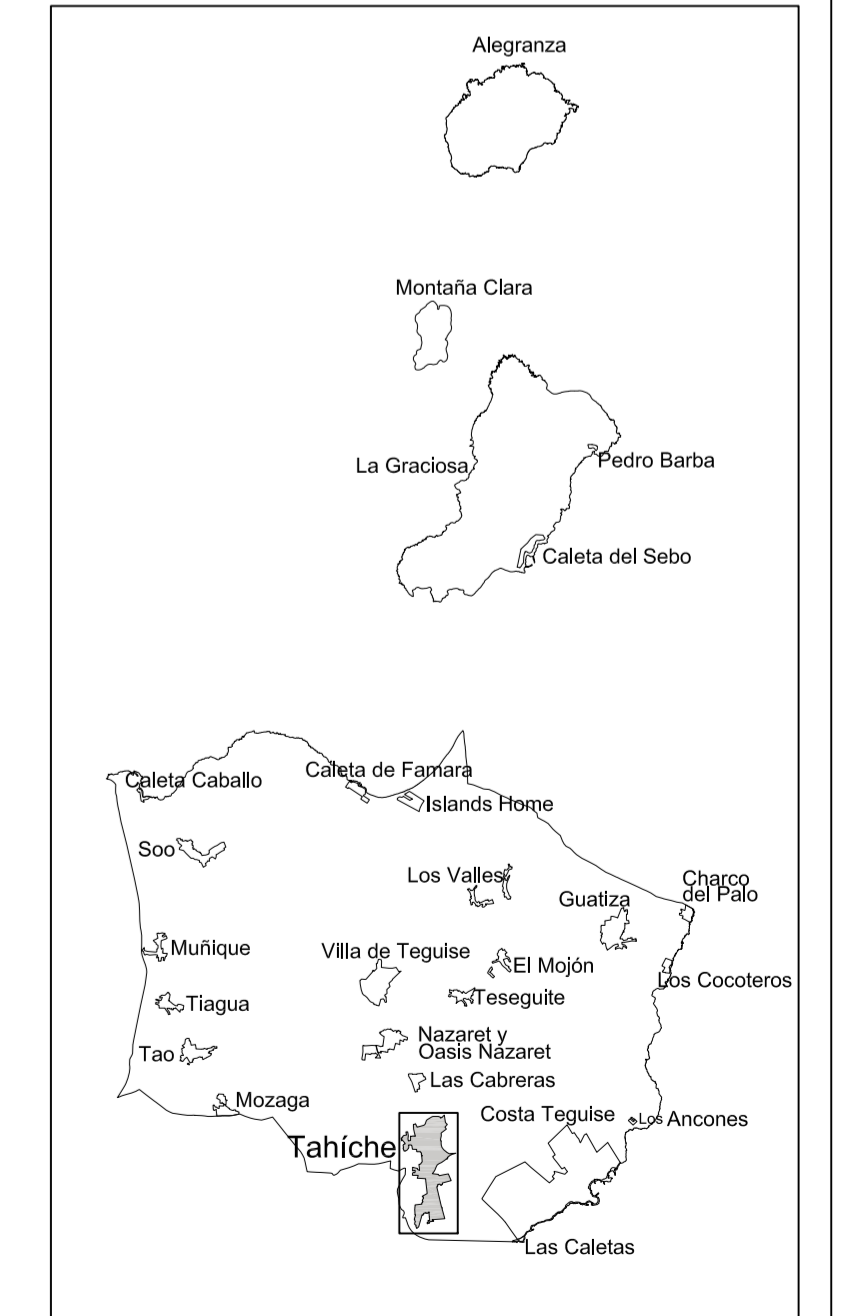 Alegranza
Montaña Clara
La Graciosa
Pedro Barba
Caleta del Sebo
Caleta de Famara
Caleta Caballo
Islands Home
Soo
Los Valles
Charco
del Palo
Guatiza
Muñique
Villa de Teguise
El Mojón
Los Cocoteros
Teseguite
Tiagua
Nazaret y
Oasis Nazaret
Tao
Las Cabreras
Mozaga
Costa Teguise
Los Ancones
Tahíche
Las Caletas